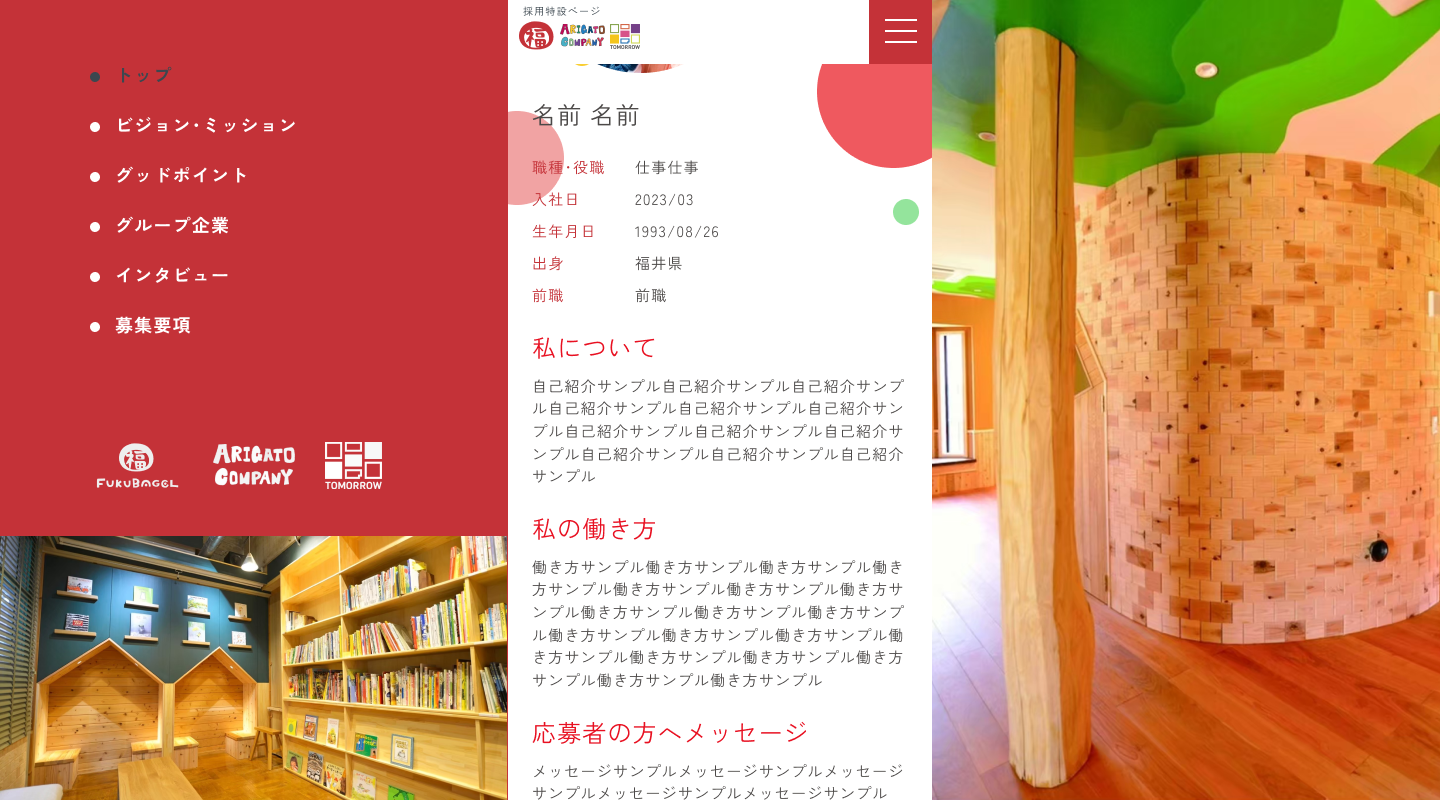 トップ
ビジョン・ミッション
グッドポイント
グループ企業
インタビュー
募集要項
福
FUKUBAGEL
ARIGATO
COMPANY
TOMORROW
採用特設ページ
福
ARIGATO
COMPANY
TOMORROW
名前 名前
職種・役職 仕事仕事
入社日 2023/03
生年月日 1993/08/26
出身 福井県
前職 前職
私について
自己紹介サンプル自己紹介サンプル自己紹介サンプ
ル自己紹介サンプル自己紹介サンプル自己紹介サン
プル自己紹介サンプル自己紹介サンプル自己紹介サ
ンプル自己紹介サンプル自己紹介サンプル自己紹介
サンプル
私の働き方
働き方サンプル働き方サンプル働き方サンプル働き
方サンプル働き方サンプル働き方サンプル働き方サ
ンプル働き方サンプル働き方サンプル働き方サンプ
ル働き方サンプル働き方サンプル働き方サンプル働
き方サンプル働き方サンプル働き方サンプル働き方
サンプル働き方サンプル働き方サンプル
応募者の方へメッセージ
メッセージサンプルメッセージサンプルメッセージ
サンプルメッセージサンプルメッセージサンプル